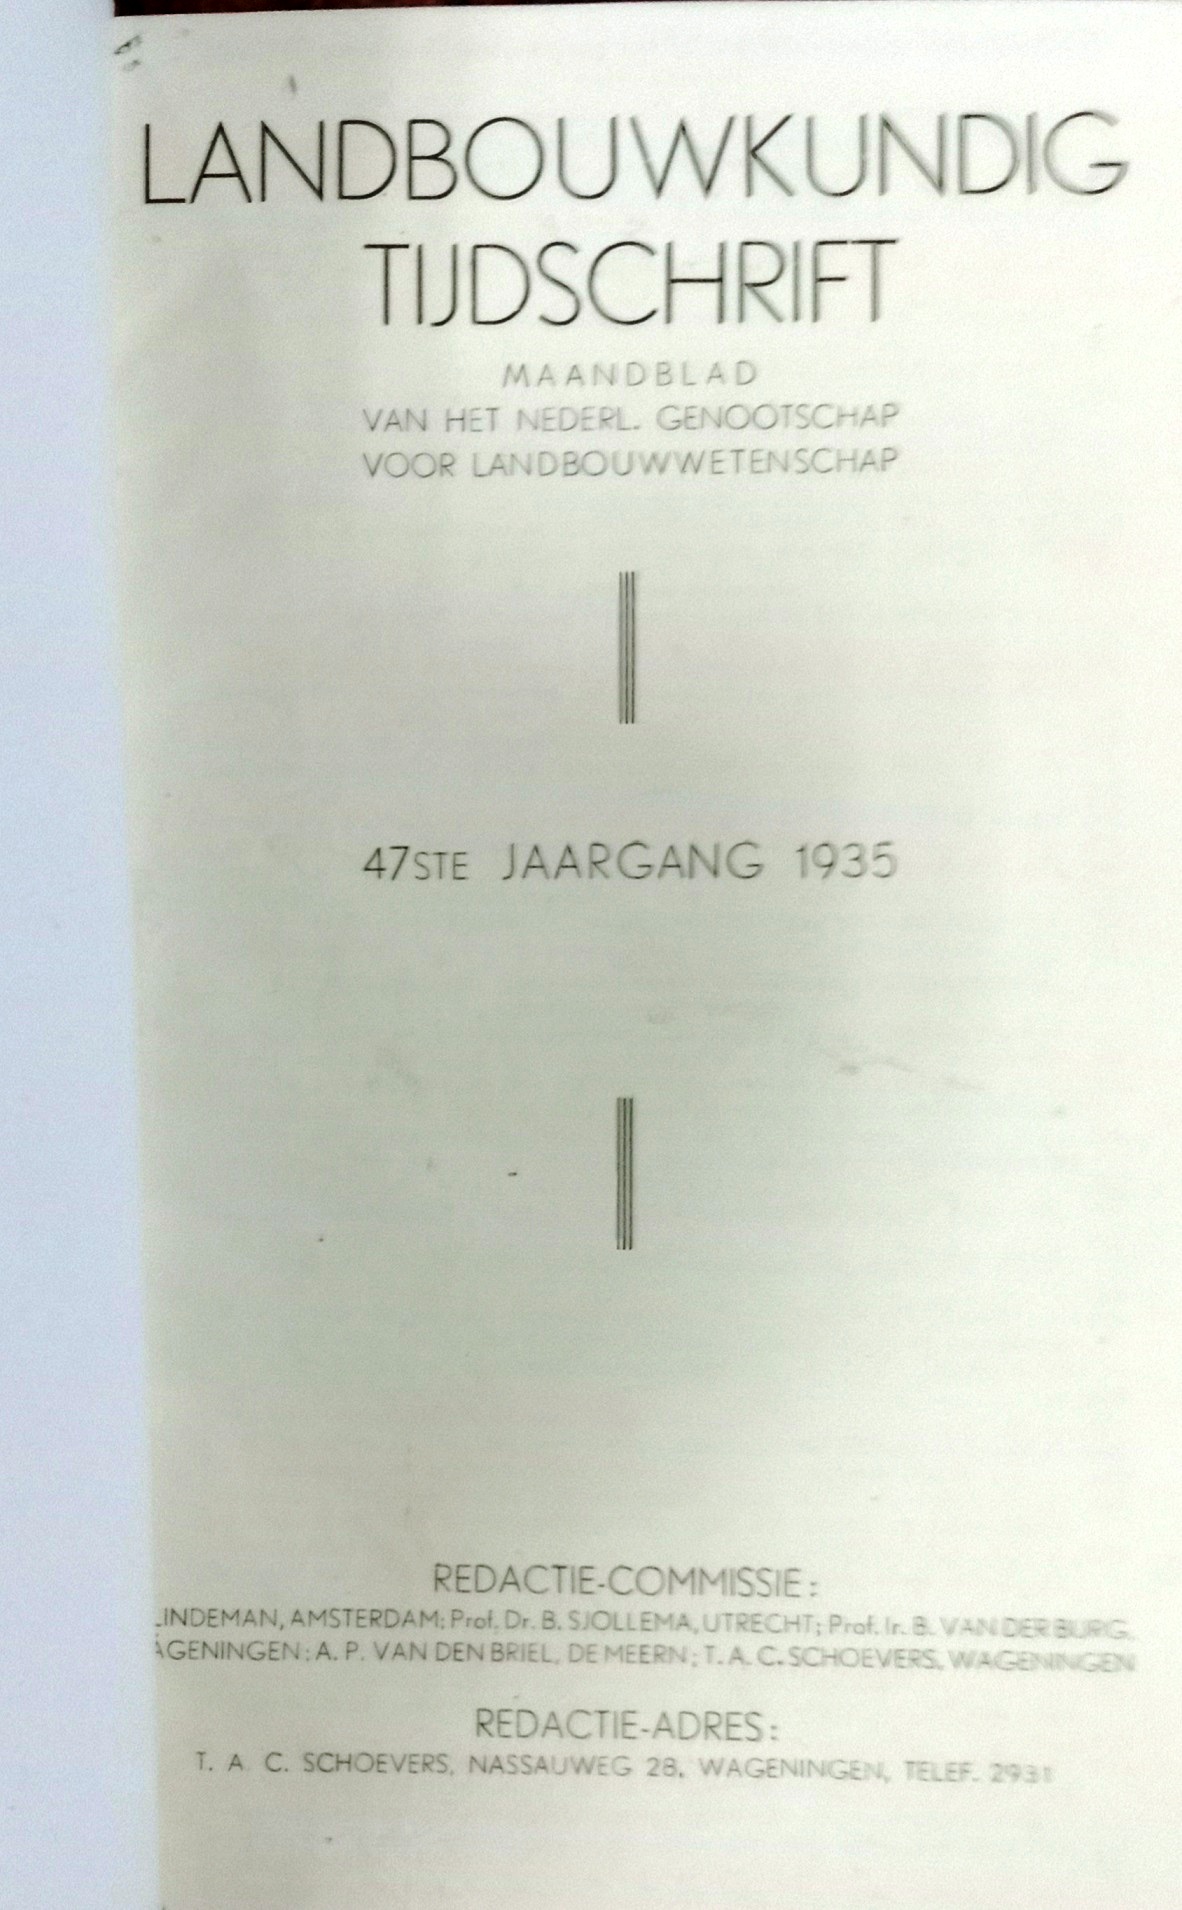 LANDBOUWKUNDIG
TIJDSCHRIFT
MAANDBLAD
VAN HET NEDERL. GENOOTSCHAP
VOOR LANDBOUWWETENSCHAP
47STE JAARGANG 1935
REDACTIE-COMMISSIE:
LINDEMAN, AMSTERDAM; Prof. Dr. B. SJOLLEMA, UTRECHT; Prof. Ir. B. VAN DER BURG,
AGENINGEN; A. P. VAN DEN BRIEL, DE MEERN; T. A. C. SCHOEVERS, WAGENINGEN
REDACTIE-ADRES:
T. A. C. SCHOEVERS, NASSAUWEG 28, WAGENINGEN, TELEF.